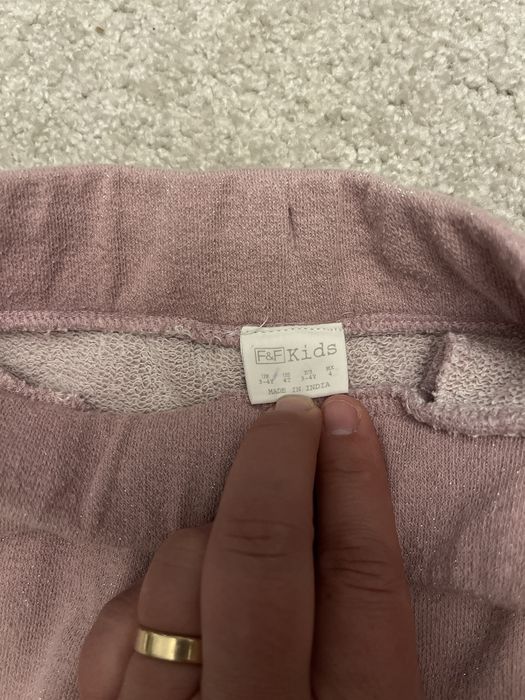 F&F Kids
UK US EU MX
3-4Y 4T 3-4Y 4
MADE IN INDIA